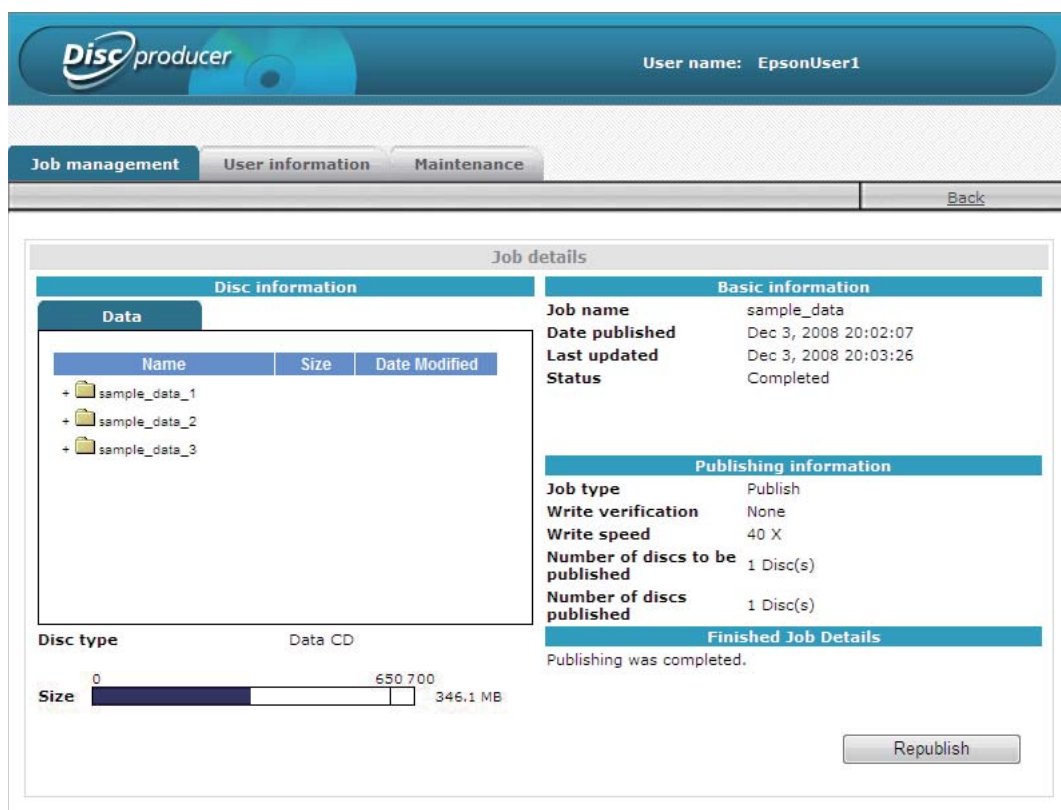 Disc producer
User name: EpsonUser1
Job management User information Maintenance
Back
Job details
Disc information
Data
Name Size Date Modified
+ sample_data_1
+ sample_data_2
+ sample_data_3
Disc type Data CD
0 650 700
Size 346.1 MB
Basic information
Job name sample_data
Date published Dec 3, 2008 20:02:07
Last updated Dec 3, 2008 20:03:26
Status Completed
Publishing information
Job type Publish
Write verification None
Write speed 40 X
Number of discs to be
published 1 Disc(s)
Number of discs
published 1 Disc(s)
Finished Job Details
Publishing was completed.
Republish